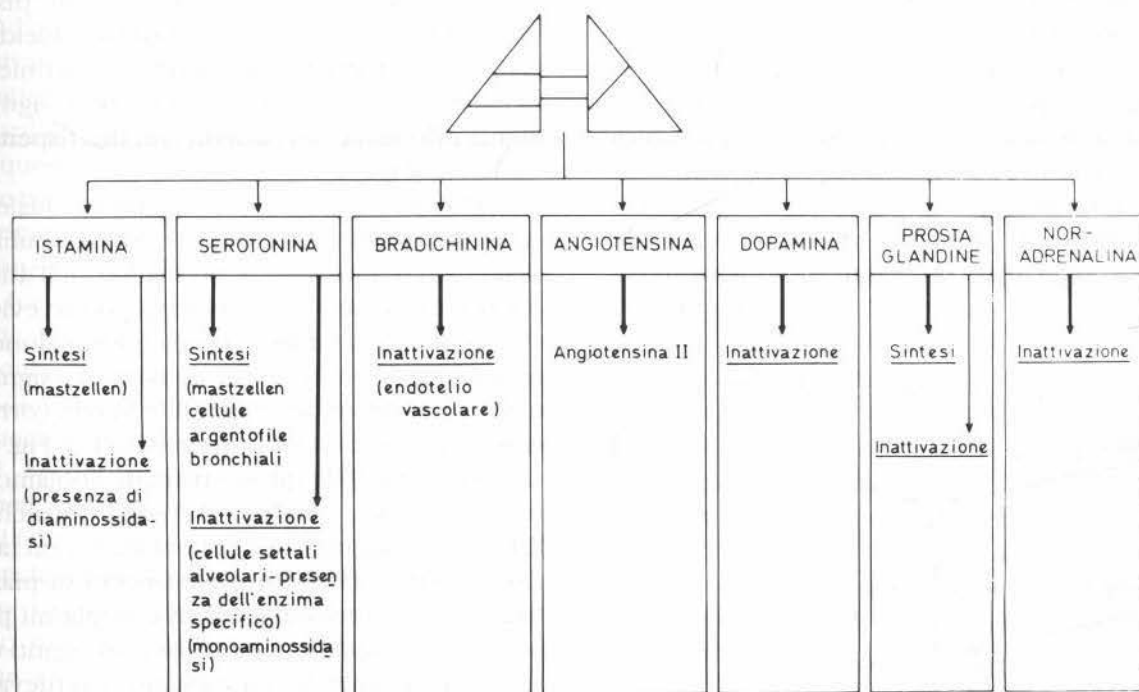 ISTAMINA
Sintesi
(mastzellen)
Inattivazione
(presenza di
diaminossida-
si)
SEROTONINA
Sintesi
(mastzellen
cellule
argentofile
bronchiali
Inattivazione
(cellule settali
alveolari-presen
za dell'enzima
specifico)
(monoaminossida
si)
BRADICHININA
Inattivazione
(endotelio
vascolare)
ANGIOTENSINA
Angiotensina II
DOPAMINA
Inattivazione
PROSTA
GLANDINE
Sintesi
Inattivazione
NOR-
ADRENALINA
Inattivazione